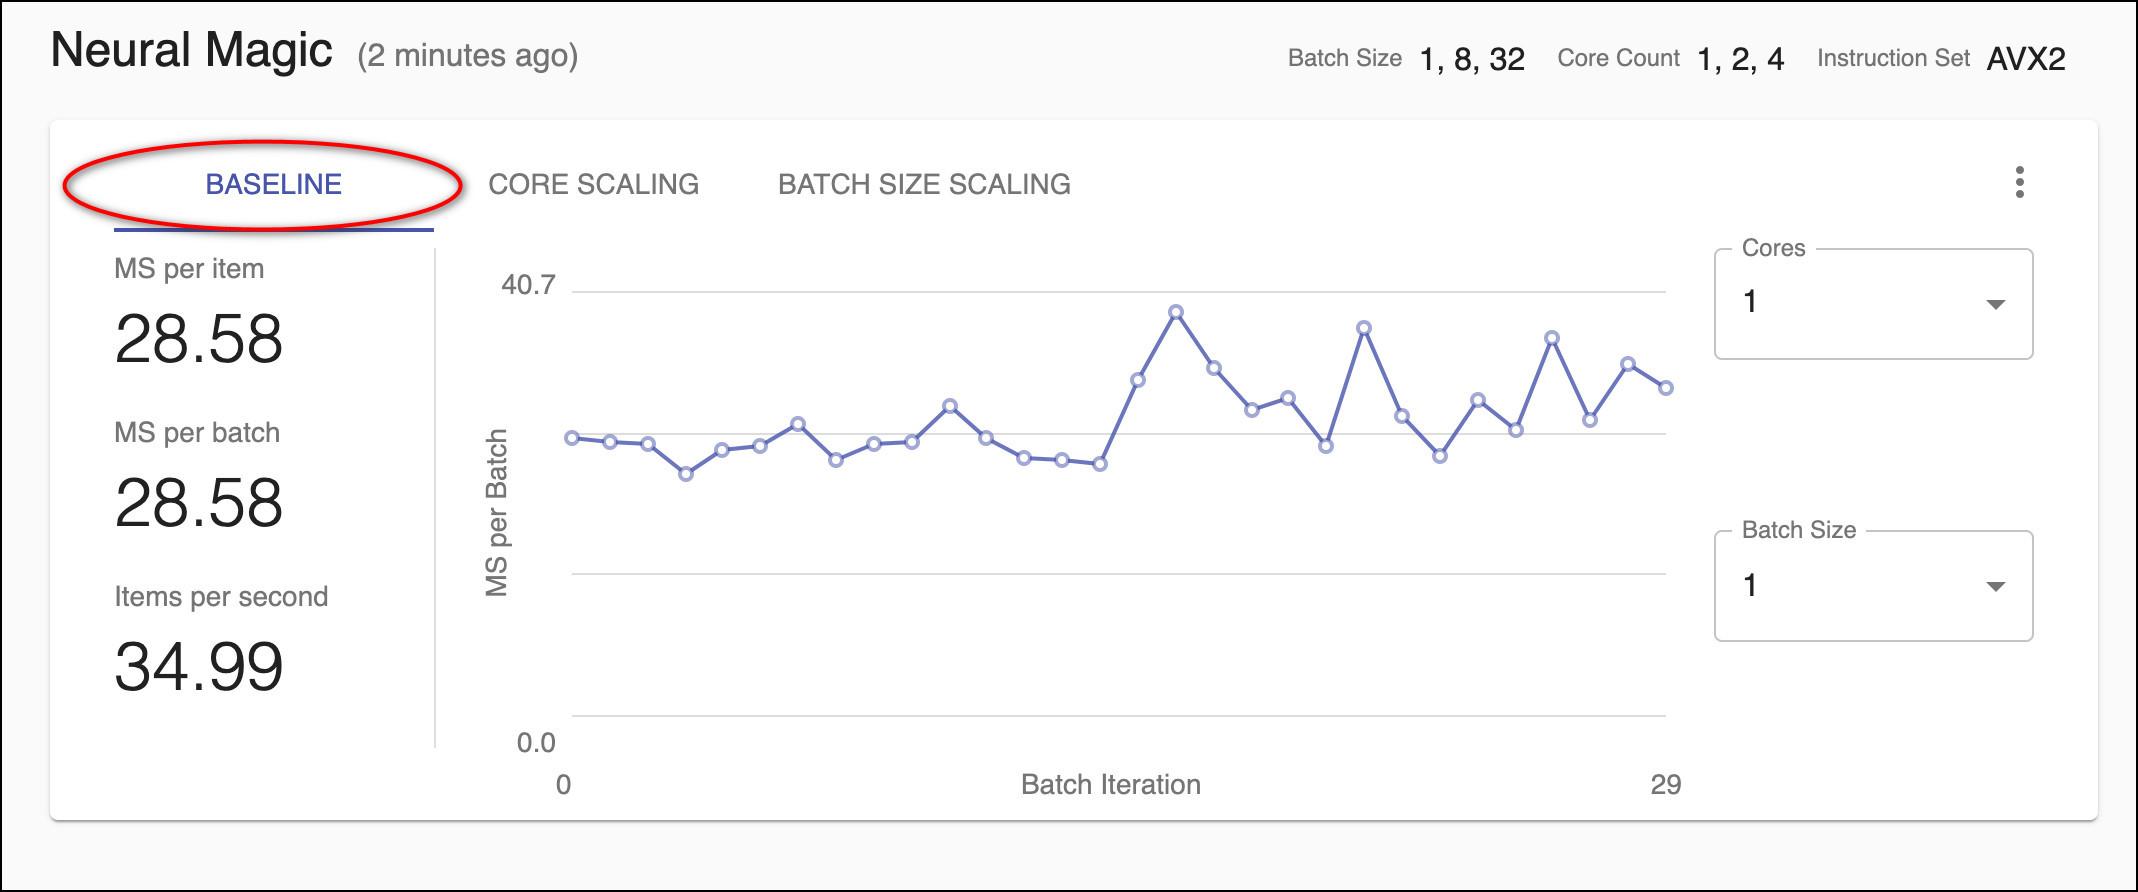 Neural Magic (2 minutes ago)
Batch Size 1, 8, 32 Core Count 1, 2, 4 Instruction Set AVX2
BASELINE CORE SCALING BATCH SIZE SCALING
MS per item
28.58
MS per batch
28.58
Items per second
34.99
40.7
MS per Batch
0.0
0 Batch Iteration 29
Cores
1
Batch Size
1